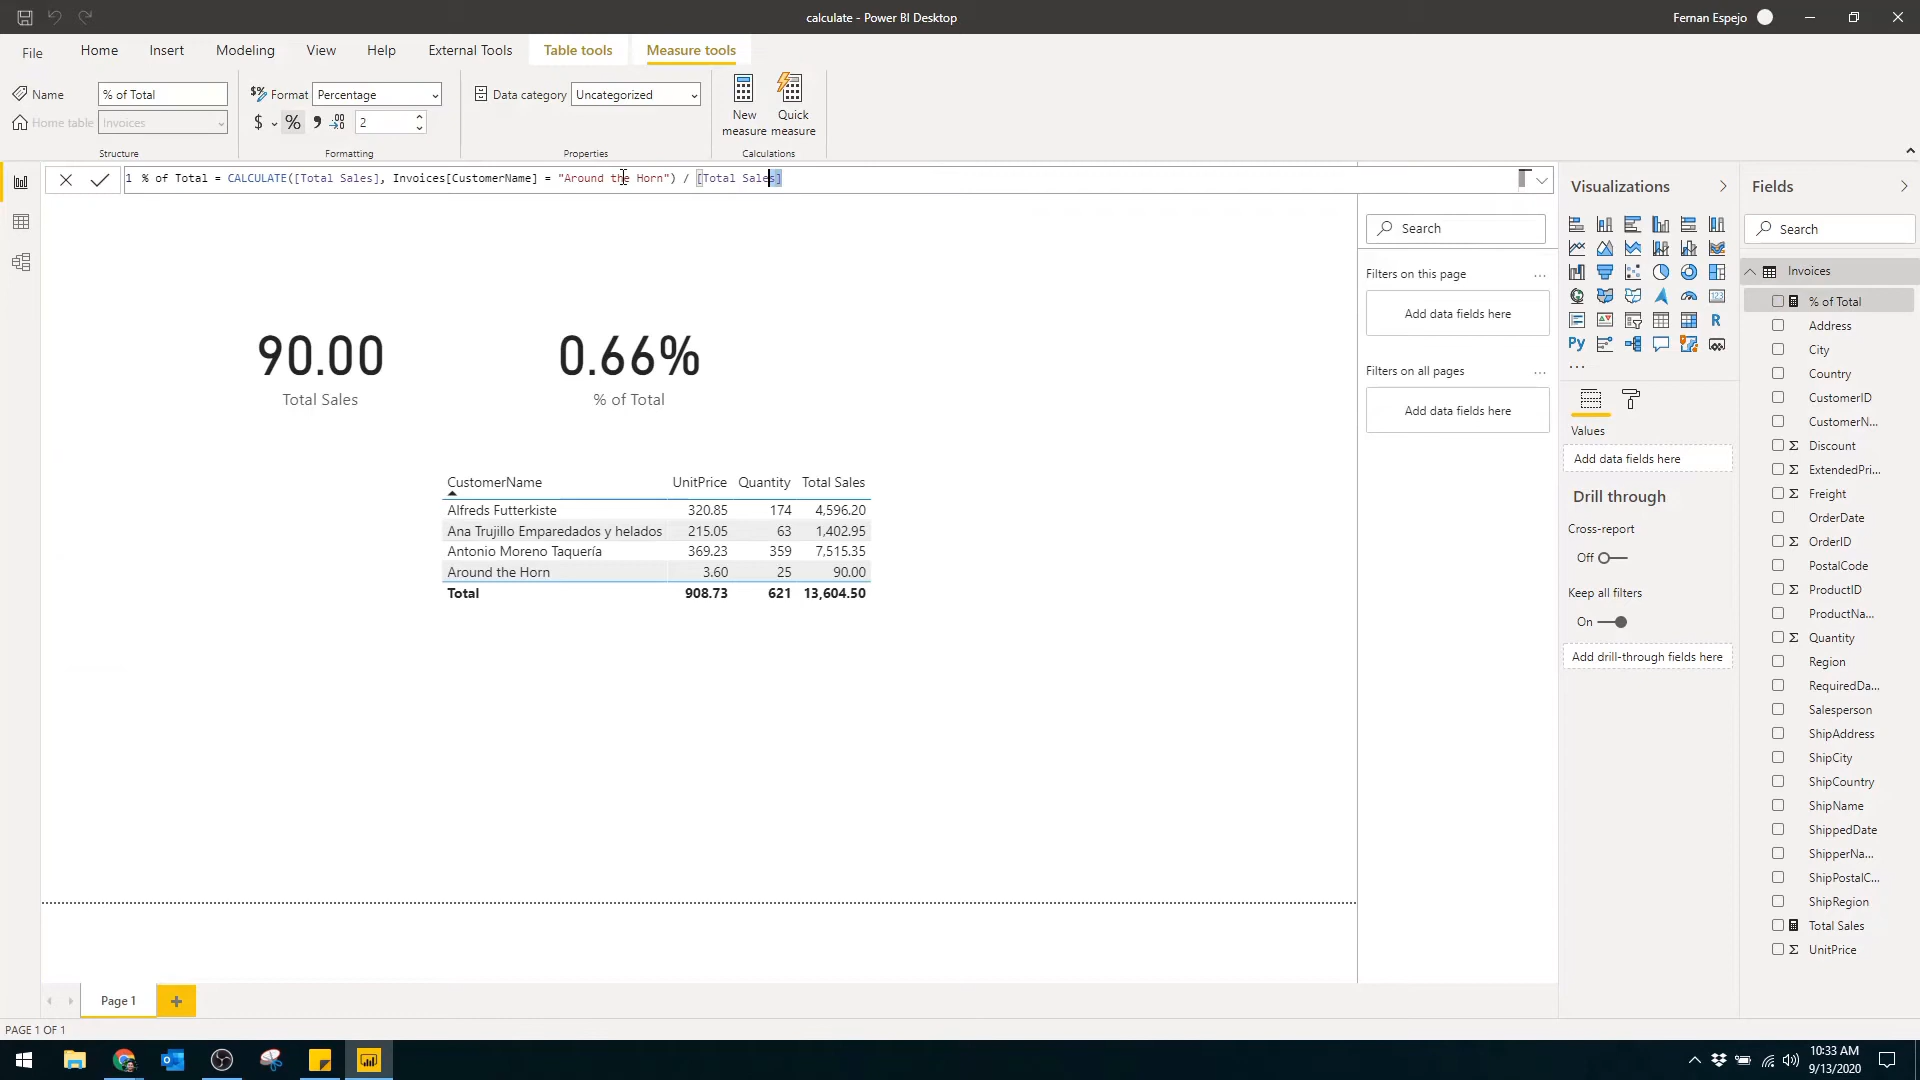 calculate - Power BI Desktop
Fernan Espejo
File Home Insert Modeling View Help External Tools Table tools Measure tools
Name % of Total
Home table Invoices
Structure
$% Format Percentage
$ % 2
Formatting
Data category Uncategorized
Properties
New measure
Quick measure
Calculations
1 % of Total = CALCULATE([Total Sales], Invoices[CustomerName] = "Around the Horn") / [Total Sales]
90.00
Total Sales
0.66%
% of Total
CustomerName UnitPrice Quantity Total Sales
Alfreds Futterkiste 320.85 174 4,596.20
Ana Trujillo Emparedados y helados 215.05 63 1,402.95
Antonio Moreno Taquería 369.23 359 7,515.35
Around the Horn 3.60 25 90.00
Total 908.73 621 13,604.50
Search
Filters on this page ...
Add data fields here
Filters on all pages ...
Add data fields here
Visualizations
R
Py
...
Values
Add data fields here
Drill through
Cross-report
Off
Keep all filters
On
Add drill-through fields here
Fields
Search
Invoices
% of Total
Address
City
Country
CustomerID
CustomerN...
Σ Discount
Σ ExtendedPri...
Σ Freight
OrderDate
Σ OrderID
PostalCode
Σ ProductID
ProductNa...
Σ Quantity
Region
RequiredDa...
Salesperson
ShipAddress
ShipCity
ShipCountry
ShipName
ShippedDate
ShipperNa...
ShipPostalC...
ShipRegion
Total Sales
Σ UnitPrice
Page 1
+
PAGE 1 OF 1
10:33 AM
9/13/2020